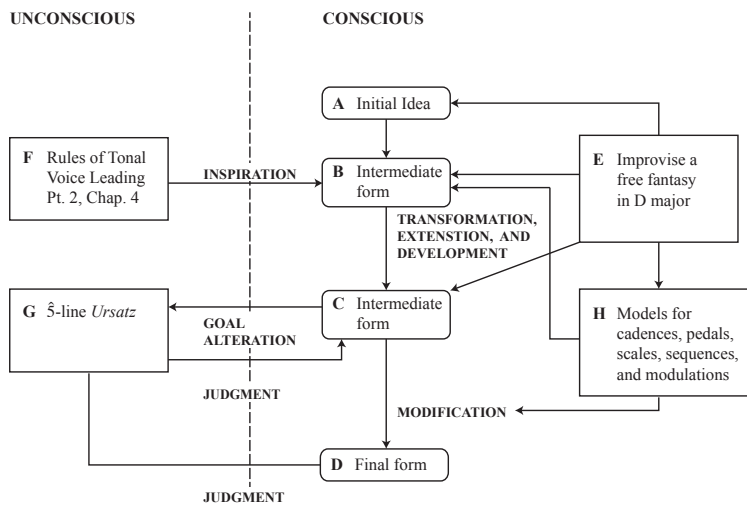 UNCONSCIOUS
CONSCIOUS
A Initial Idea
F Rules of Tonal
Voice Leading
Pt. 2, Chap. 4
INSPIRATION
B Intermediate
form
E Improvise a
free fantasy
in D major
TRANSFORMATION,
EXTENSTION, AND
DEVELOPMENT
G 5̂-line Ursatz
C Intermediate
form
GOAL
ALTERATION
H Models for
cadences, pedals,
scales, sequences,
and modulations
JUDGMENT
MODIFICATION
D Final form
JUDGMENT